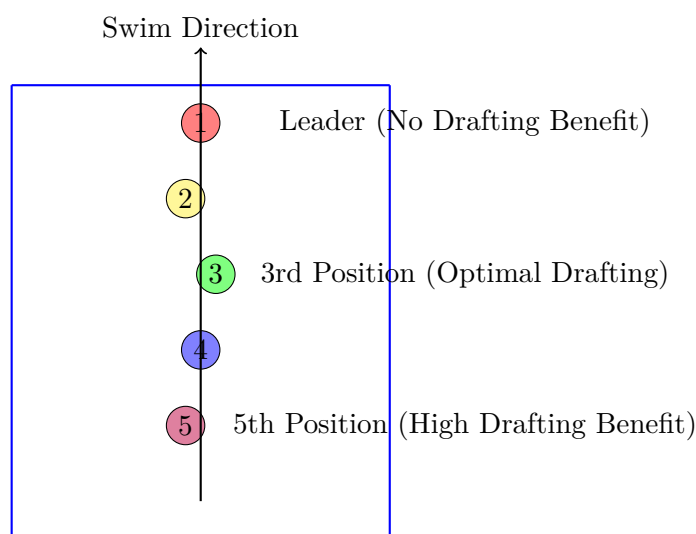 Swim Direction
1 Leader (No Drafting Benefit)
2
3 3rd Position (Optimal Drafting)
4
5 5th Position (High Drafting Benefit)